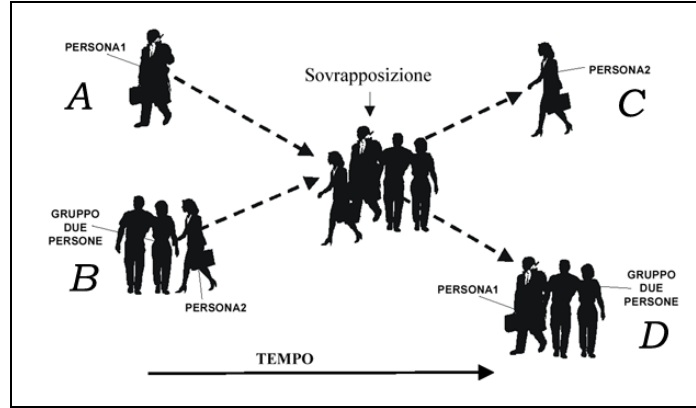 PERSONA1
A
Sovrapposizione
PERSONA2
C
GRUPPO
DUE
PERSONE
B
PERSONA2
PERSONA1
GRUPPO
DUE
PERSONE
D
TEMPO